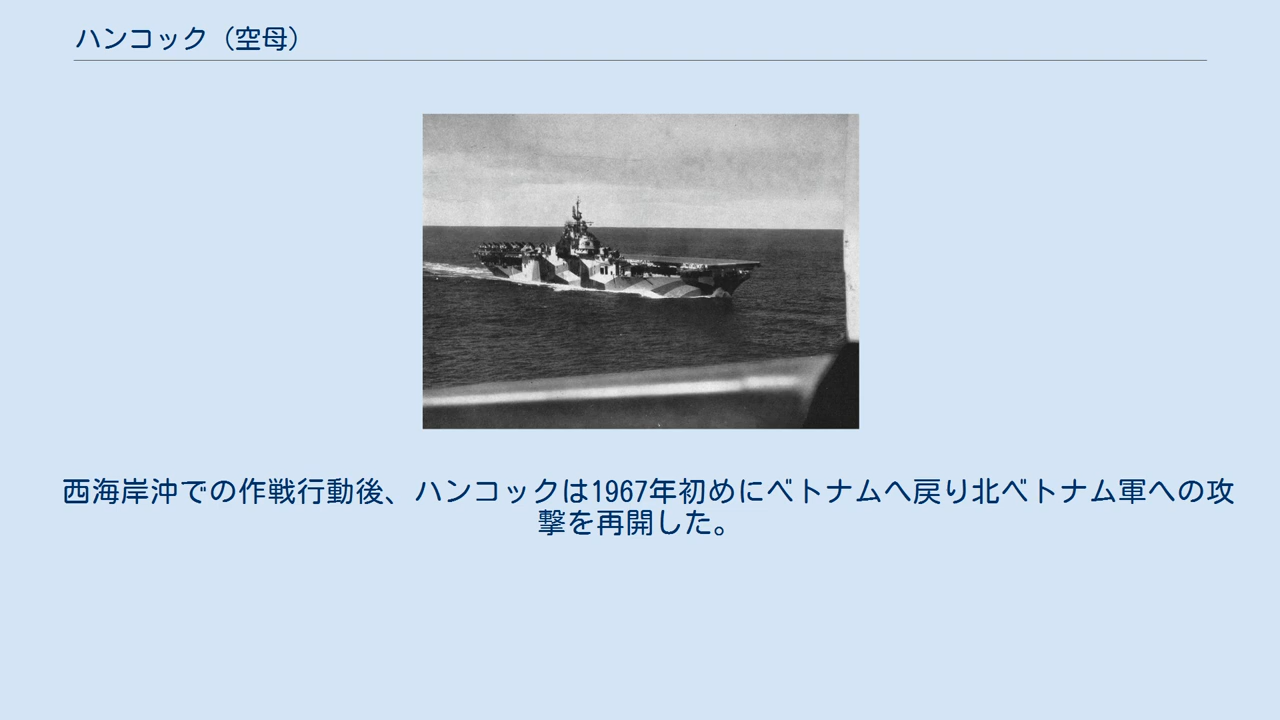 ハンコック（空母）
西海岸沖での作戦行動後、ハンコックは1967年初めにベトナムへ戻り北ベトナム軍への攻
撃を再開した。